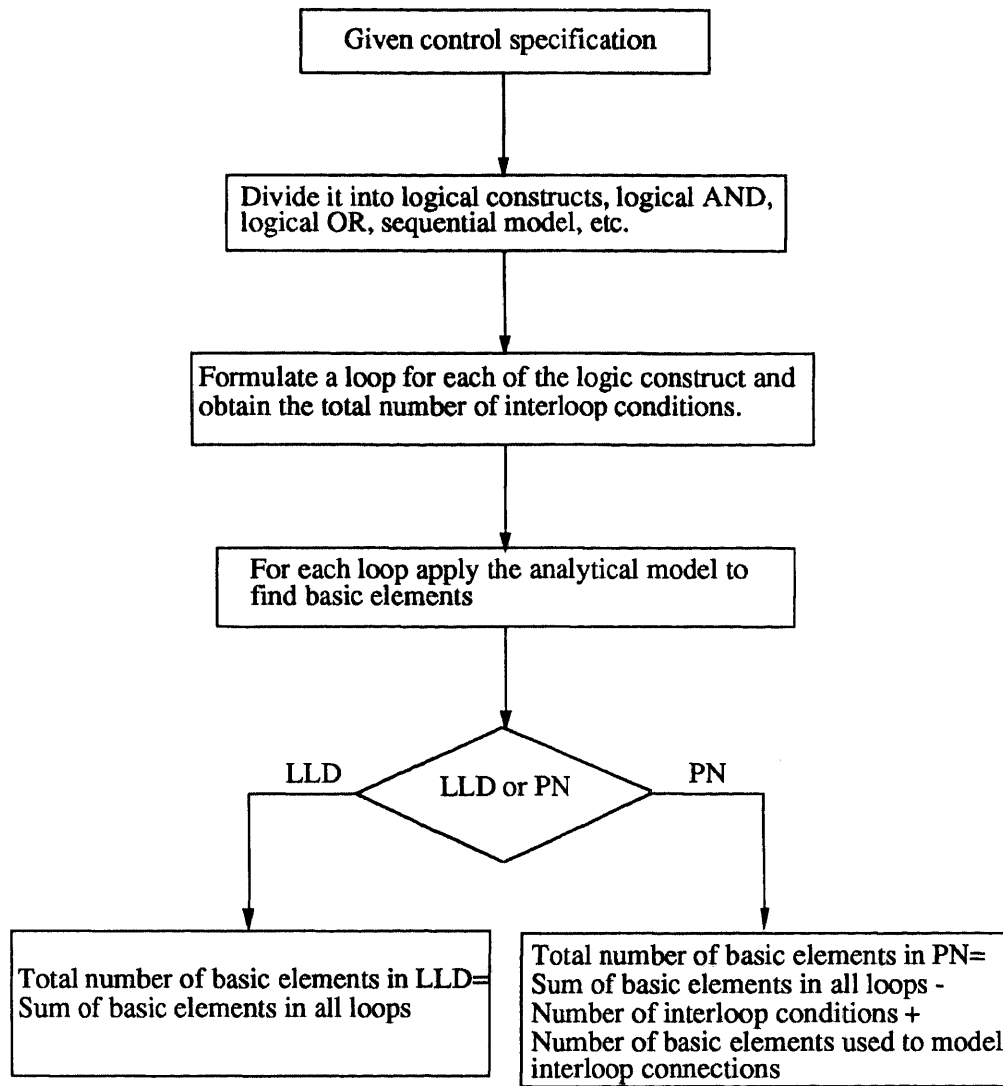 Given control specification
Divide it into logical constructs, logical AND,
logical OR, sequential model, etc.
Formulate a loop for each of the logic construct and
obtain the total number of interloop conditions.
For each loop apply the analytical model to
find basic elements
LLD
LLD or PN
PN
Total number of basic elements in LLD=
Sum of basic elements in all loops
Total number of basic elements in PN=
Sum of basic elements in all loops -
Number of interloop conditions +
Number of basic elements used to model
interloop connections